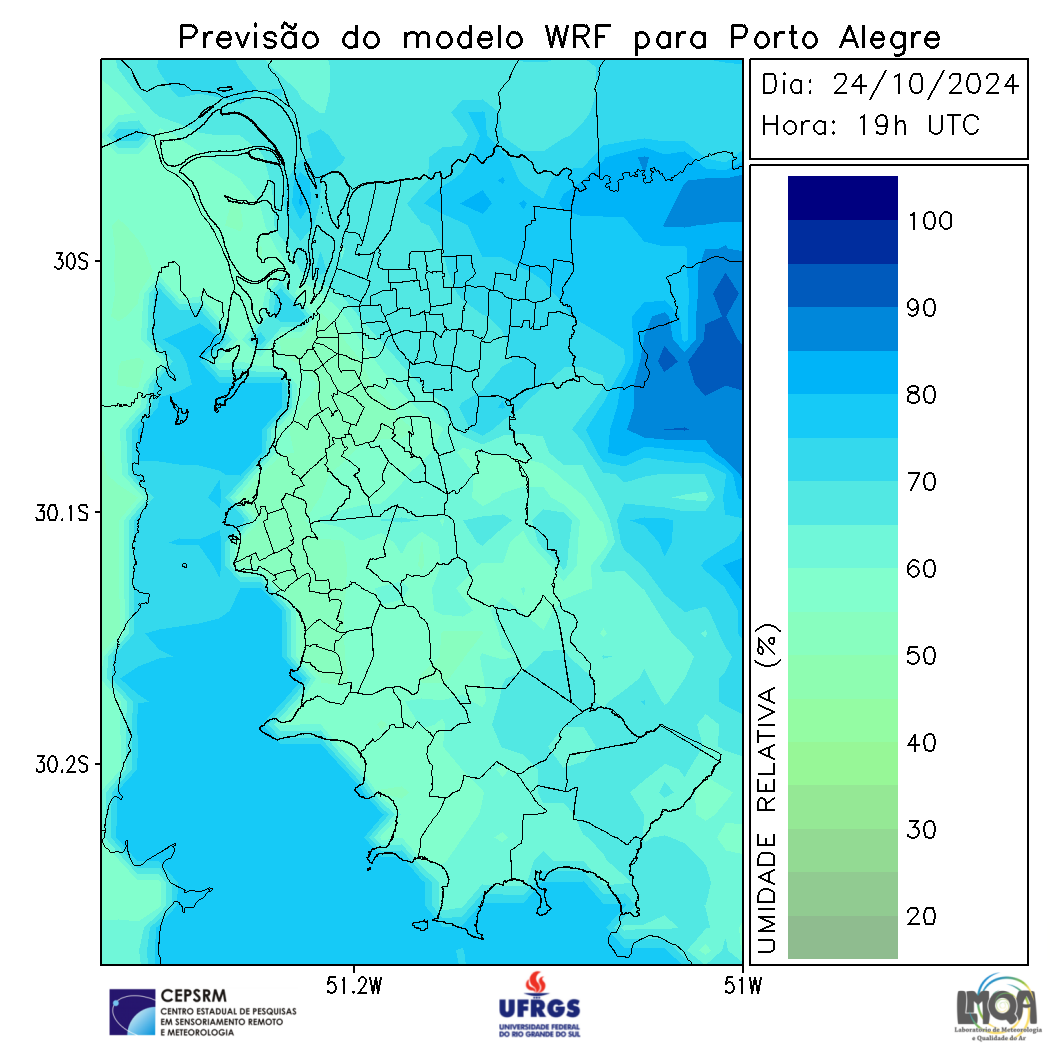 Previsão do modelo WRF para Porto Alegre
Dia: 24/10/2024
Hora: 19h UTC
30S
30.1S
30.2S
51.2W
51W
UMIDADE RELATIVA (%)
100
90
80
70
60
50
40
30
20
CEPSRM
CENTRO ESTADUAL DE PESQUISAS
EM SENSORIAMENTO REMOTO
E METEOROLOGIA
UFRGS
UNIVERSIDADE FEDERAL
DO RIO GRANDE DO SUL
LMQA
Laboratório de Meteorologia
e Qualidade do Ar